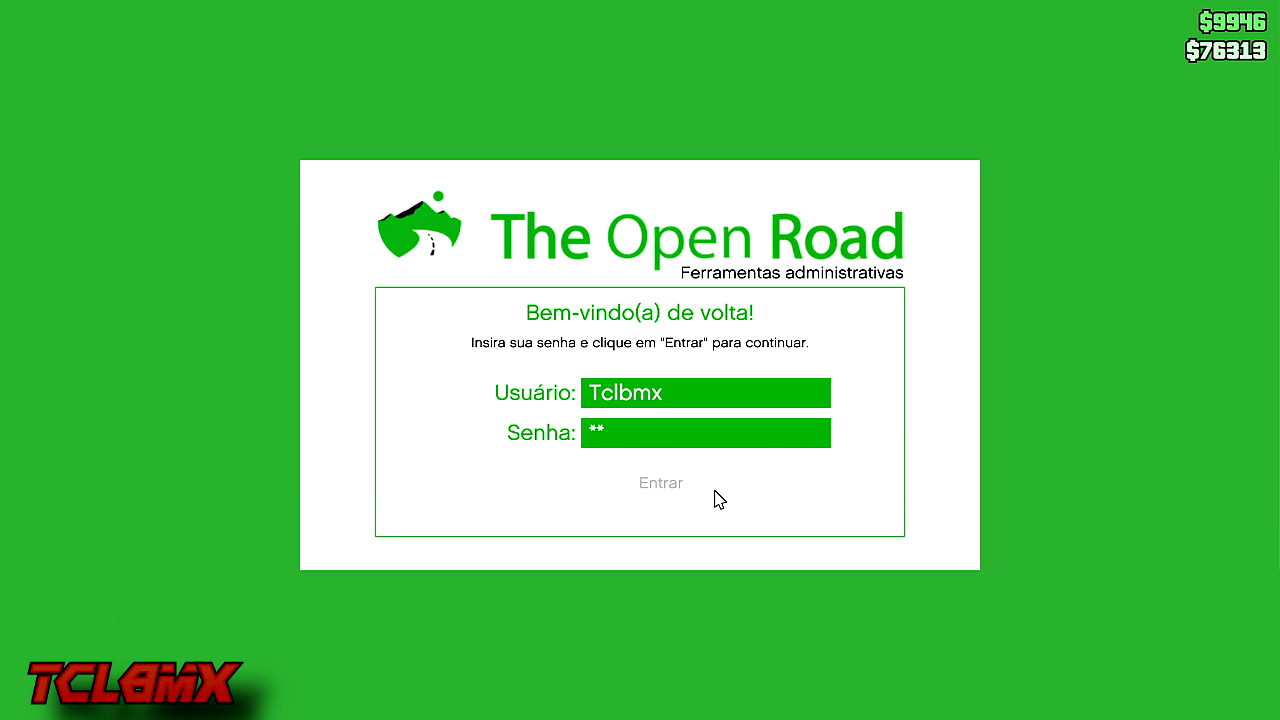 $9946
$76313
The Open Road
Ferramentas administrativas
Bem-vindo(a) de volta!
Insira sua senha e clique em "Entrar" para continuar.
Usuário: Tclbmx
Senha: **
Entrar
TCLBMX